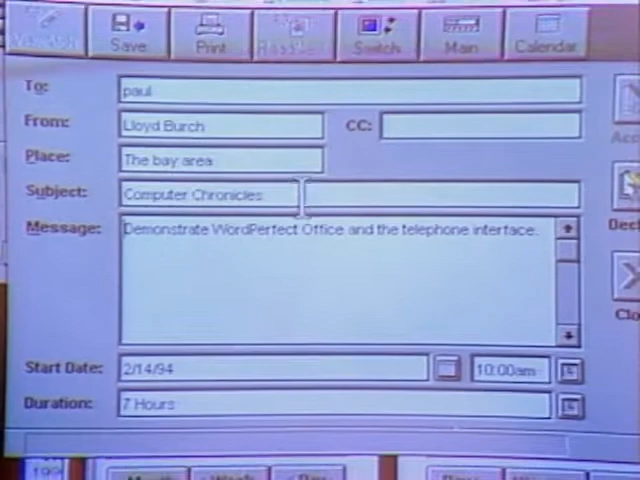 Save Print Switch Main Calendar
To: paul
From: Lloyd Burch CC:
Place: The bay area
Subject: Computer Chronicles
Message: Demonstrate WordPerfect Office and the telephone interface.
Start Date: 2/14/94 10:00am
Duration: 7 Hours